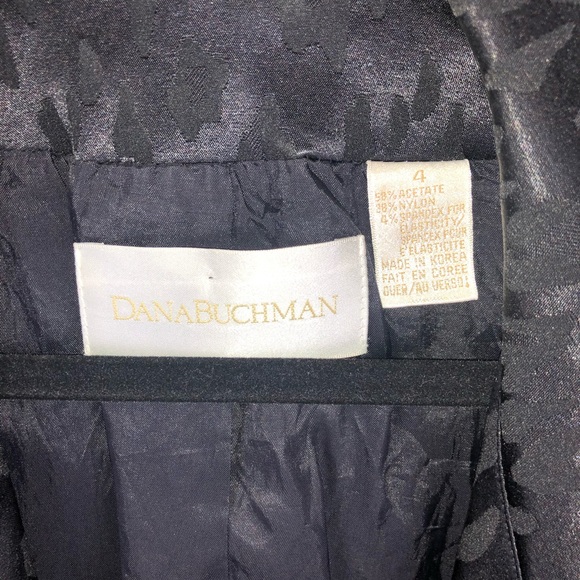 DANABUCHMAN
4
58% ACETATE
38% NYLON
4% SPANDEX FOR
ELASTICITY/
SPANDEX POUR
L'ÉLASTICITÉ
MADE IN KOREA
FAIT EN COREE
OVER/AU VERSO!